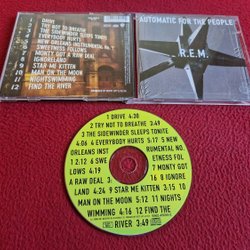 DRIVE
TRY NOT TO BREATHE
THE SIDEWINDER SLEEPS TONITE
EVERYBODY HURTS
NEW ORLEANS INSTRUMENTAL No. 1
SWEETNESS FOLLOWS
MONTY GOT A RAW DEAL
IGNORELAND
STAR ME KITTEN
MAN ON THE MOON
NIGHTSWIMMING
12 FIND THE RIVER
AUTOMATIC FOR THE PEOPLE
R.E.M.
1 DRIVE 4:30
2 TRY NOT TO BREATHE 3:49
3 THE SIDEWINDER SLEEPS TONITE
4:06 4 EVERYBODY HURTS 5:17 5 NEW
ORLEANS INST RUMENTAL NO.
1 2:12 6 SWE ETNESS FOL
LOWS 4:19 7 MONTY GOT
A RAW DEAL 3:16 8 IGNORE
LAND 4:24 9 STAR ME KITTEN 3:15 10
MAN ON THE MOON 5:12 11 NIGHTS
WIMMING 4:16 12 FIND THE
RIVER 3:49